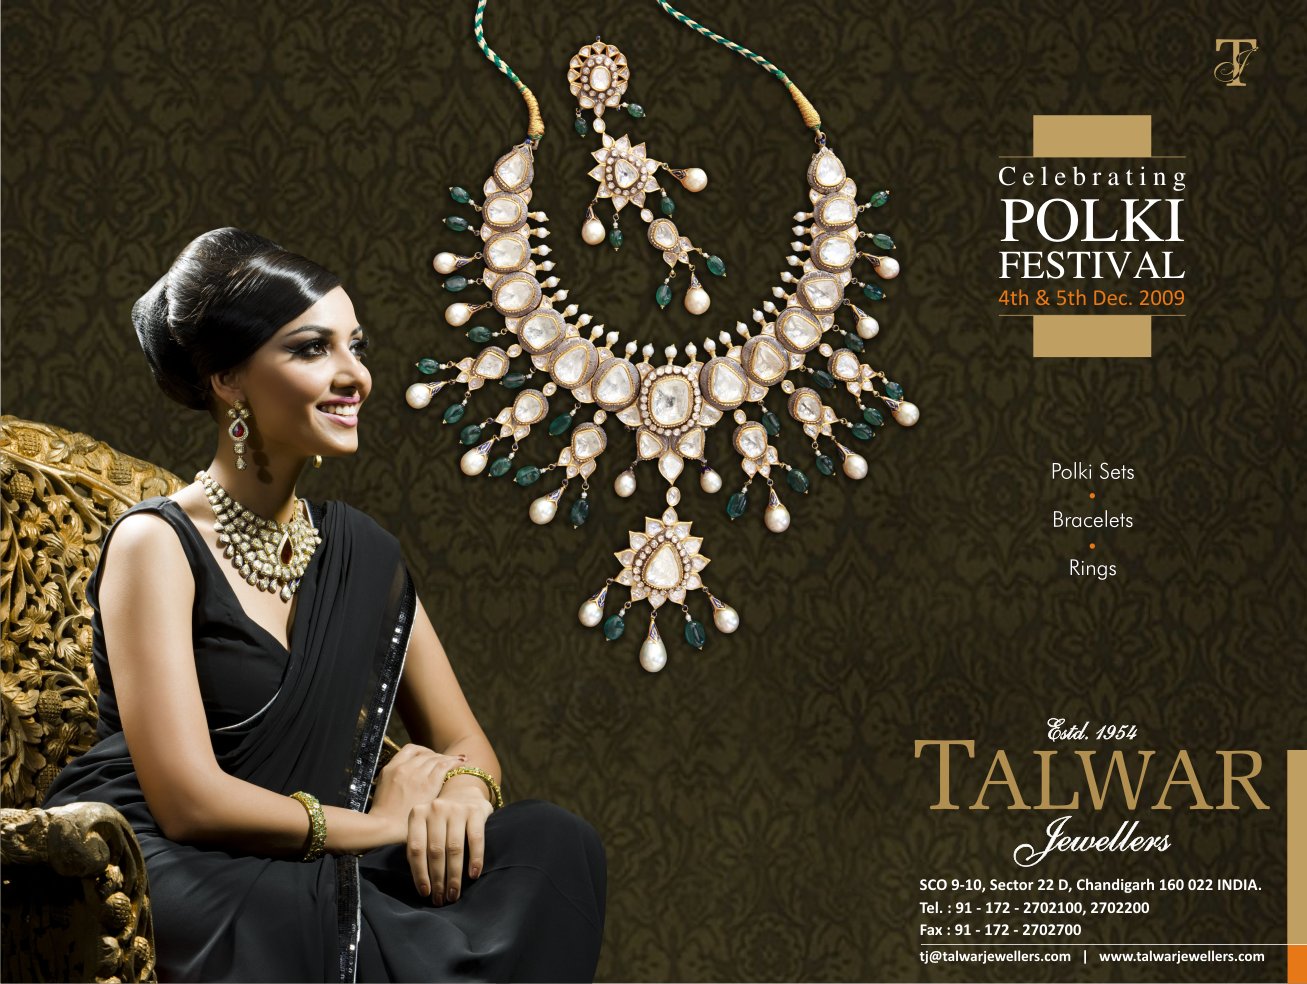 TJ
Celebrating
POLKI
FESTIVAL
4th & 5th Dec. 2009
Polki Sets
•
Bracelets
•
Rings
Estd. 1954
TALWAR
Jewellers
SCO 9-10, Sector 22 D, Chandigarh 160 022 INDIA.
Tel. : 91 - 172 - 2702100, 2702200
Fax : 91 - 172 - 2702700
tj@talwarjewellers.com | www.talwarjewellers.com